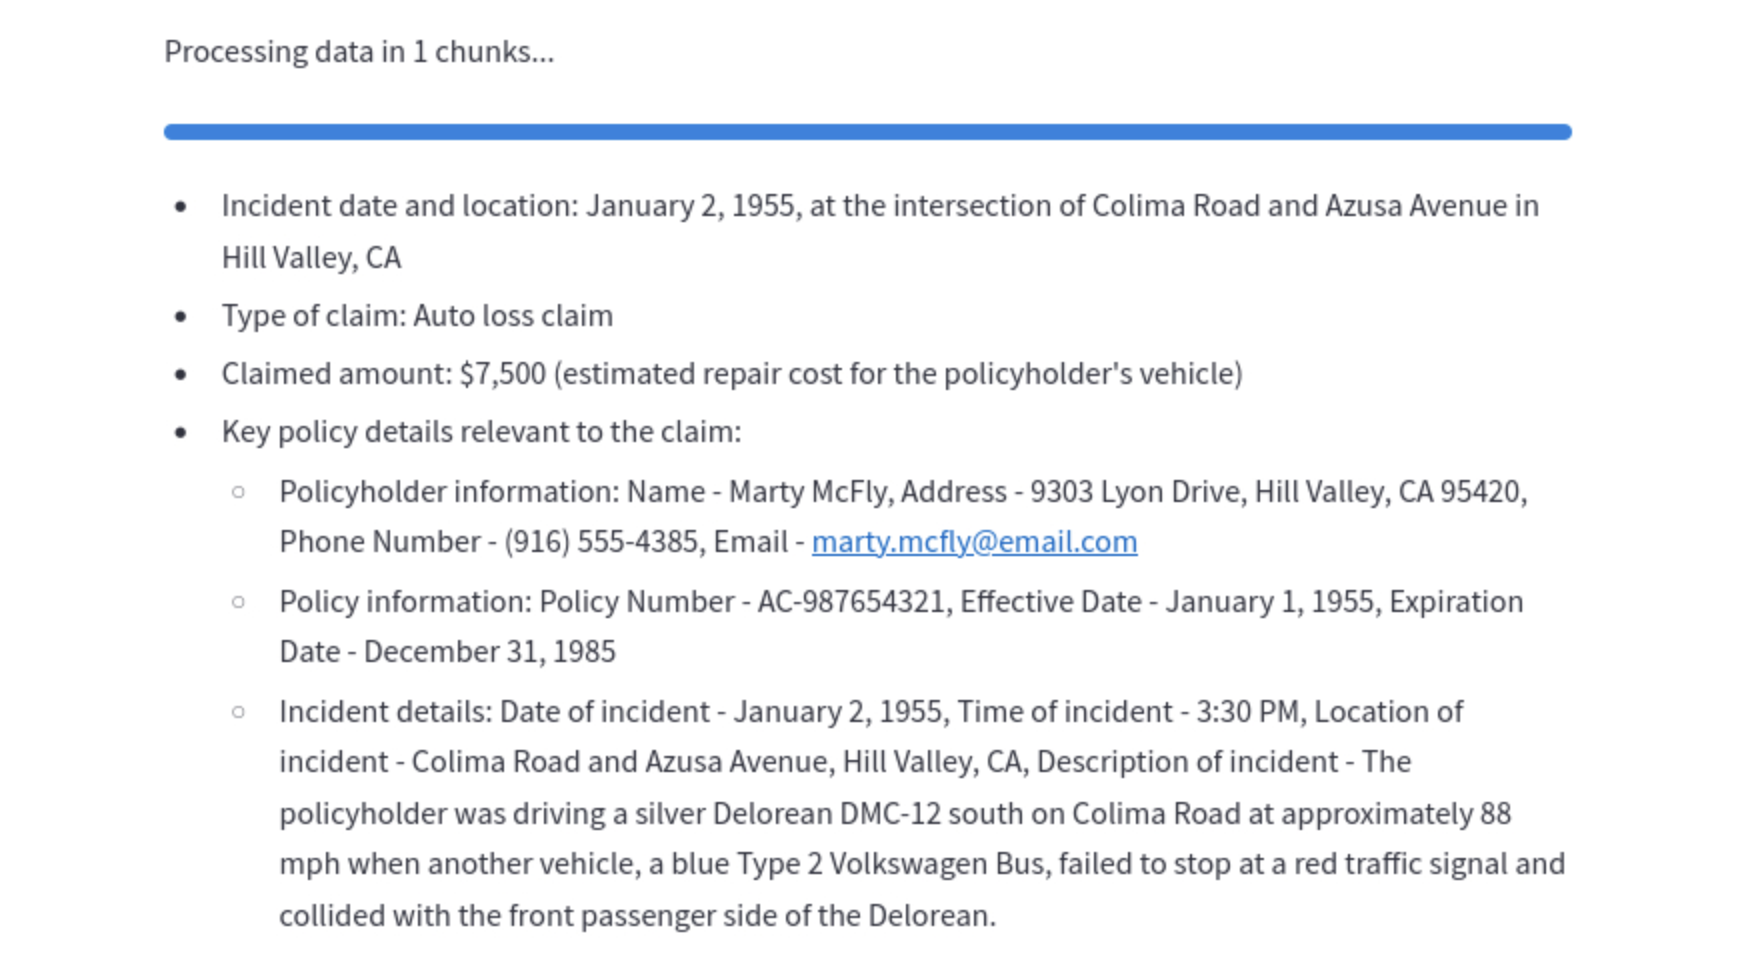 Processing data in 1 chunks...
• Incident date and location: January 2, 1955, at the intersection of Colima Road and Azusa Avenue in
Hill Valley, CA
• Type of claim: Auto loss claim
• Claimed amount: $7,500 (estimated repair cost for the policyholder's vehicle)
• Key policy details relevant to the claim:
○ Policyholder information: Name - Marty McFly, Address - 9303 Lyon Drive, Hill Valley, CA 95420,
Phone Number - (916) 555-4385, Email - marty.mcfly@email.com
○ Policy information: Policy Number - AC-987654321, Effective Date - January 1, 1955, Expiration
Date - December 31, 1985
○ Incident details: Date of incident - January 2, 1955, Time of incident - 3:30 PM, Location of
incident - Colima Road and Azusa Avenue, Hill Valley, CA, Description of incident - The
policyholder was driving a silver Delorean DMC-12 south on Colima Road at approximately 88
mph when another vehicle, a blue Type 2 Volkswagen Bus, failed to stop at a red traffic signal and
collided with the front passenger side of the Delorean.